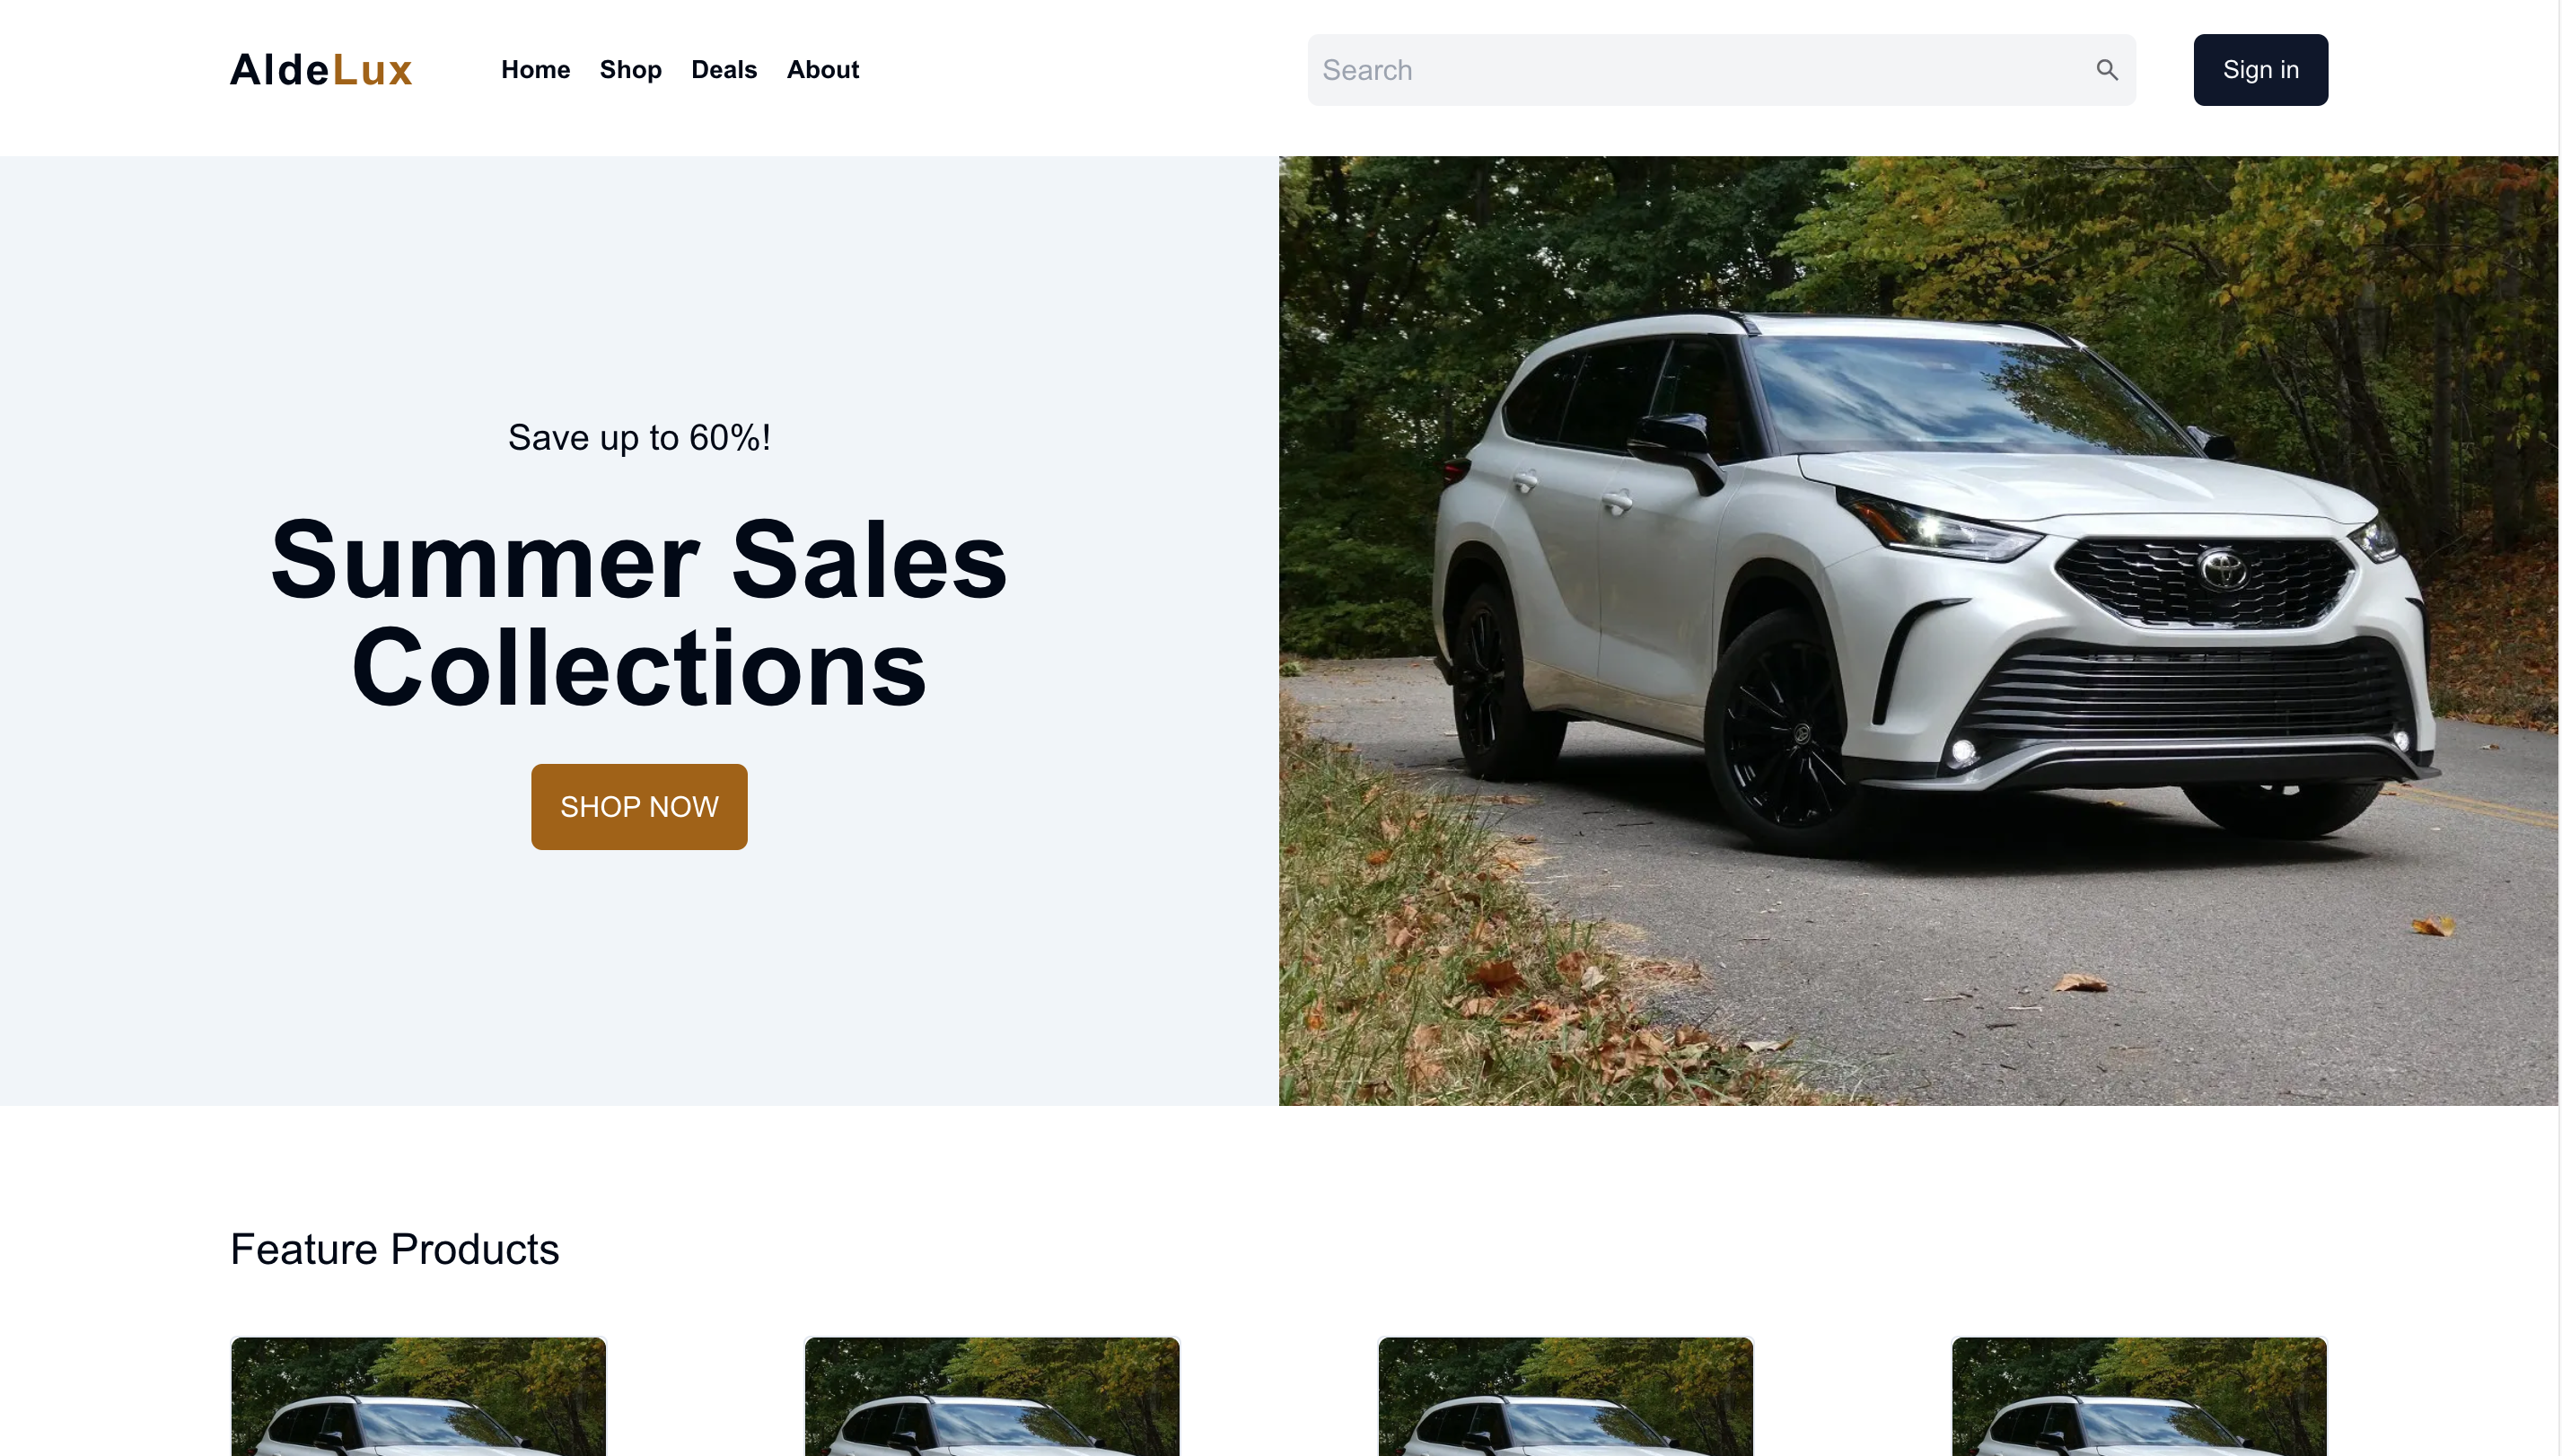 AldeLux
Home Shop Deals About
Search
Sign in
Save up to 60%!
Summer Sales
Collections
SHOP NOW
Feature Products